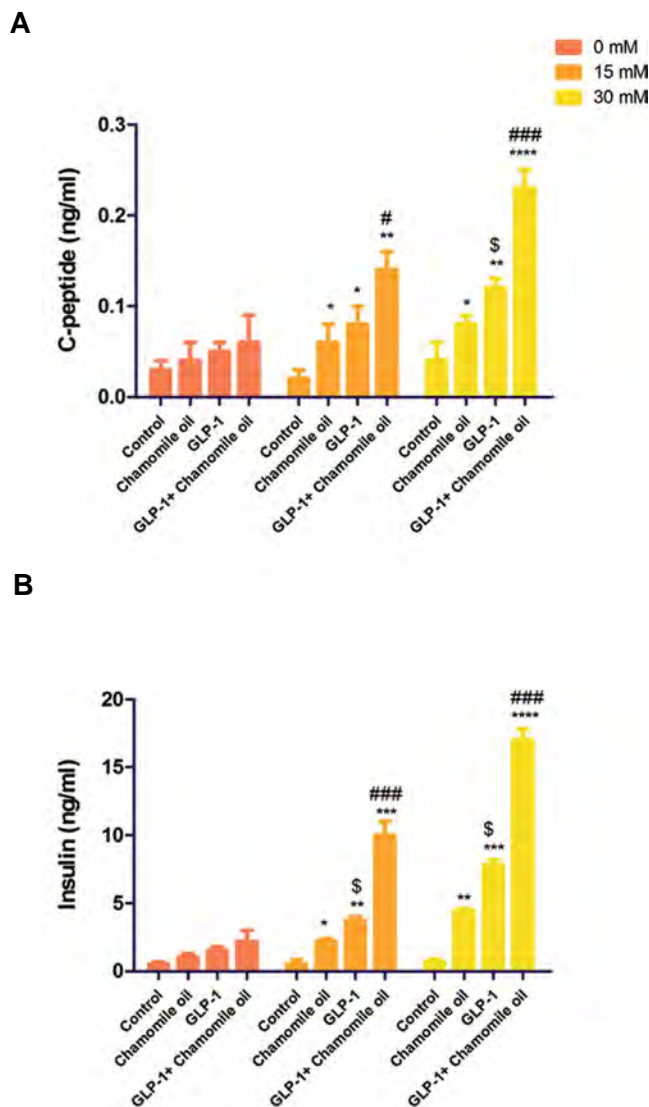 A
0 mM
15 mM
30 mM
C-peptide (ng/ml)
0.3
0.2
0.1
0.0
*
*
#
**
*
$
**
###
****
Control
Chamomile oil
GLP-1
GLP-1+ Chamomile oil
Control
Chamomile oil
GLP-1
GLP-1+ Chamomile oil
Control
Chamomile oil
GLP-1
GLP-1+ Chamomile oil
B
Insulin (ng/ml)
20
15
10
5
0
*
$
**
###
***
**
$
***
###
****
Control
Chamomile oil
GLP-1
GLP-1+ Chamomile oil
Control
Chamomile oil
GLP-1
GLP-1+ Chamomile oil
Control
Chamomile oil
GLP-1
GLP-1+ Chamomile oil